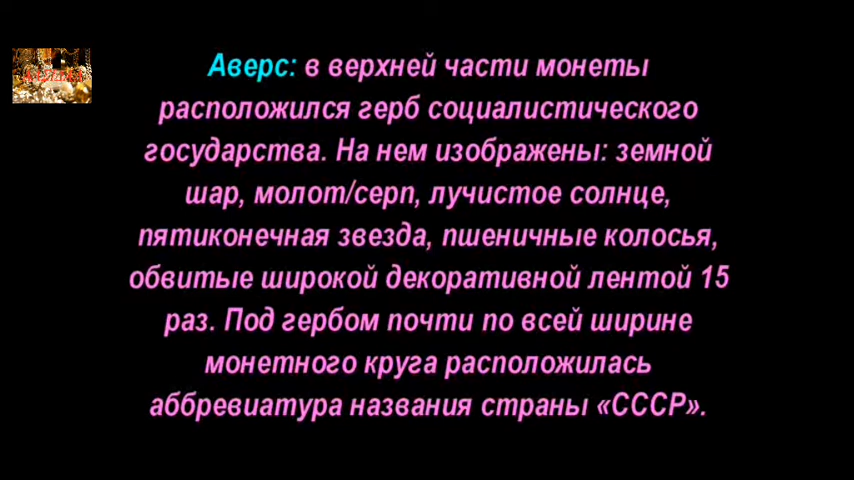 Аверс: в верхней части монеты
расположился герб социалистического
государства. На нем изображены: земной
шар, молот/серп, лучистое солнце,
пятиконечная звезда, пшеничные колосья,
обвитые широкой декоративной лентой 15
раз. Под гербом почти по всей ширине
монетного круга расположилась
аббревиатура названия страны «СССР».